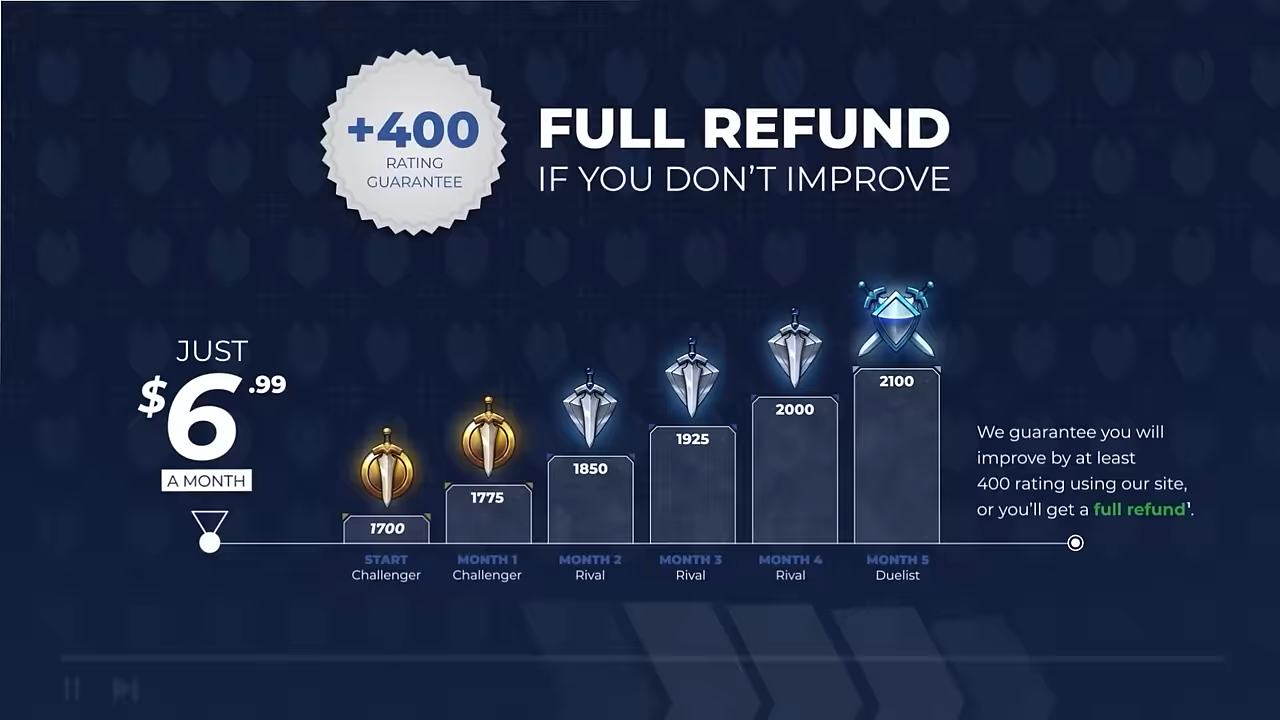 +400
RATING
GUARANTEE
FULL REFUND
IF YOU DON'T IMPROVE
JUST
$6.99
A MONTH
1700
1775
1850
1925
2000
2100
START
Challenger
MONTH 1
Challenger
MONTH 2
Rival
MONTH 3
Rival
MONTH 4
Rival
MONTH 5
Duelist
We guarantee you will
improve by at least
400 rating using our site,
or you'll get a full refund¹.